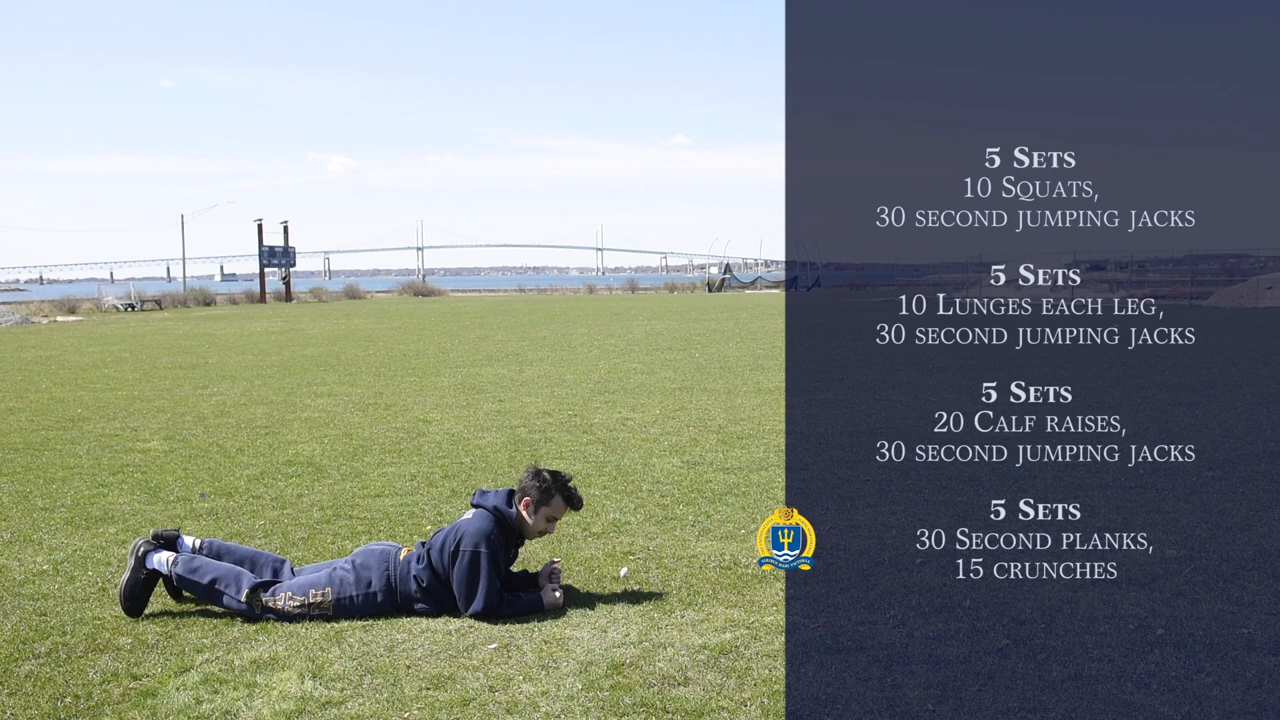 5 Sets
10 Squats,
30 second jumping jacks
5 Sets
10 Lunges each leg,
30 second jumping jacks
5 Sets
20 Calf raises,
30 second jumping jacks
5 Sets
30 Second planks,
15 crunches